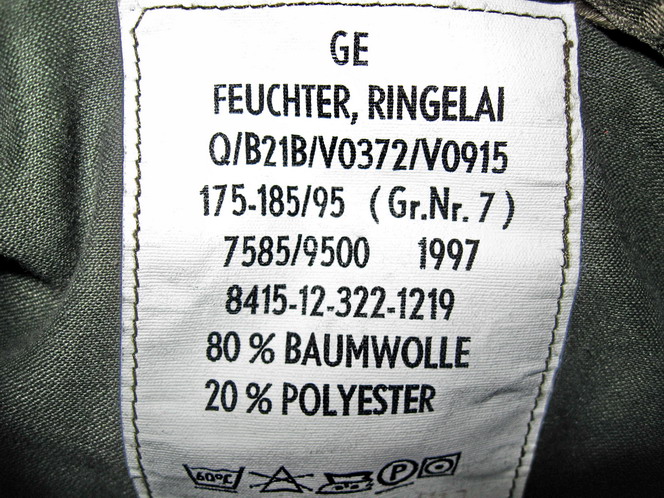 GE
FEUCHTER, RINGELAI
Q/B21B/V0372/V0915
175-185/95 (Gr.Nr. 7)
7585/9500 1997
8415-12-322-1219
80 % BAUMWOLLE
20 % POLYESTER
60°C P